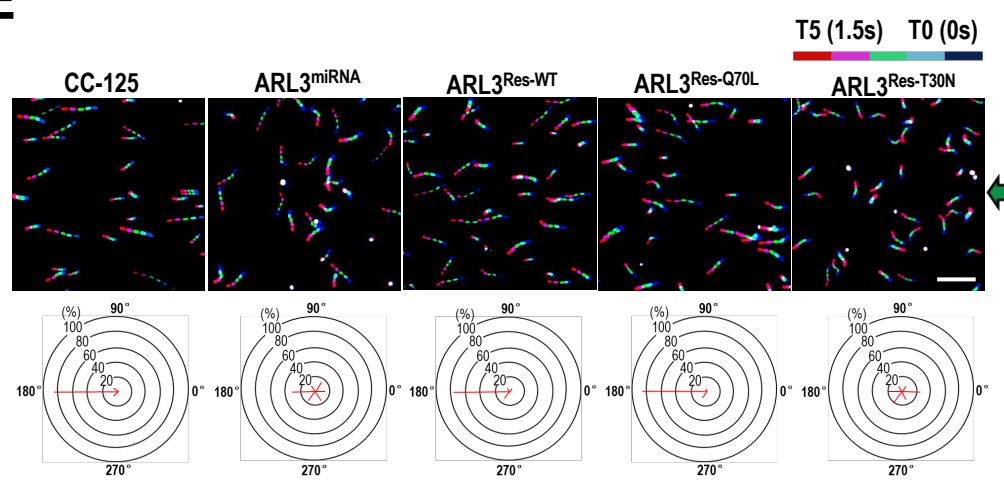 T5 (1.5s) T0 (0s)
CC-125 ARL3miRNA ARL3Res-WT ARL3Res-Q70L ARL3Res-T30N
90° 90° 90° 90° 90°
(%) (%) (%) (%) (%)
100 100 100 100 100
80 80 80 80 80
60 60 60 60 60
40 40 40 40 40
20 20 20 20 20
180° 0° 180° 0° 180° 0° 180° 0° 180° 0°
270° 270° 270° 270° 270°